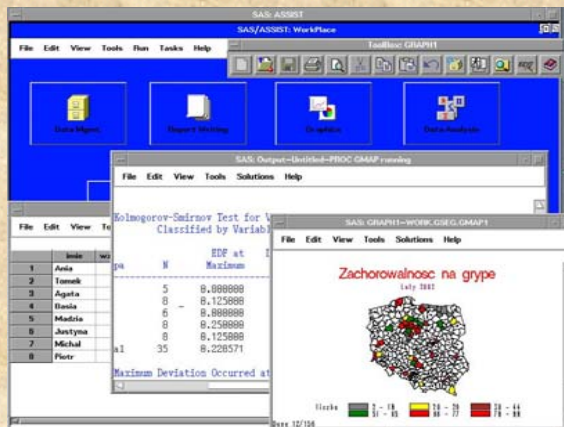 SAS: ASSIST
SAS/ASSIST: WorkPlace
File Edit View Tools Run Tasks Help
ToolBox: GRAPH1
Data Mgmt. Report Writing Graphics Data Analysis
SAS: Output-Untitled-PROC GMAP running
File Edit View Tools Solutions Help
Kolmogorov-Smirnov Test for
Classified by Variabl
EDF at
pa N Maximum
5 0.000000
8 0.125000
6 0.000000
8 0.250000
8 0.125000
al 35 0.228571
Maximum Deviation Occurred at
File Edit View
imie
1 Ania
2 Tomek
3 Agata
4 Basia
5 Madzia
6 Justyna
7 Michal
8 Piotr
SAS: GRAPH1-WORK.GSEG.GMAP1
File Edit View Tools Solutions Help
Zachorowalnosc na grype
Luty 2002
liczba